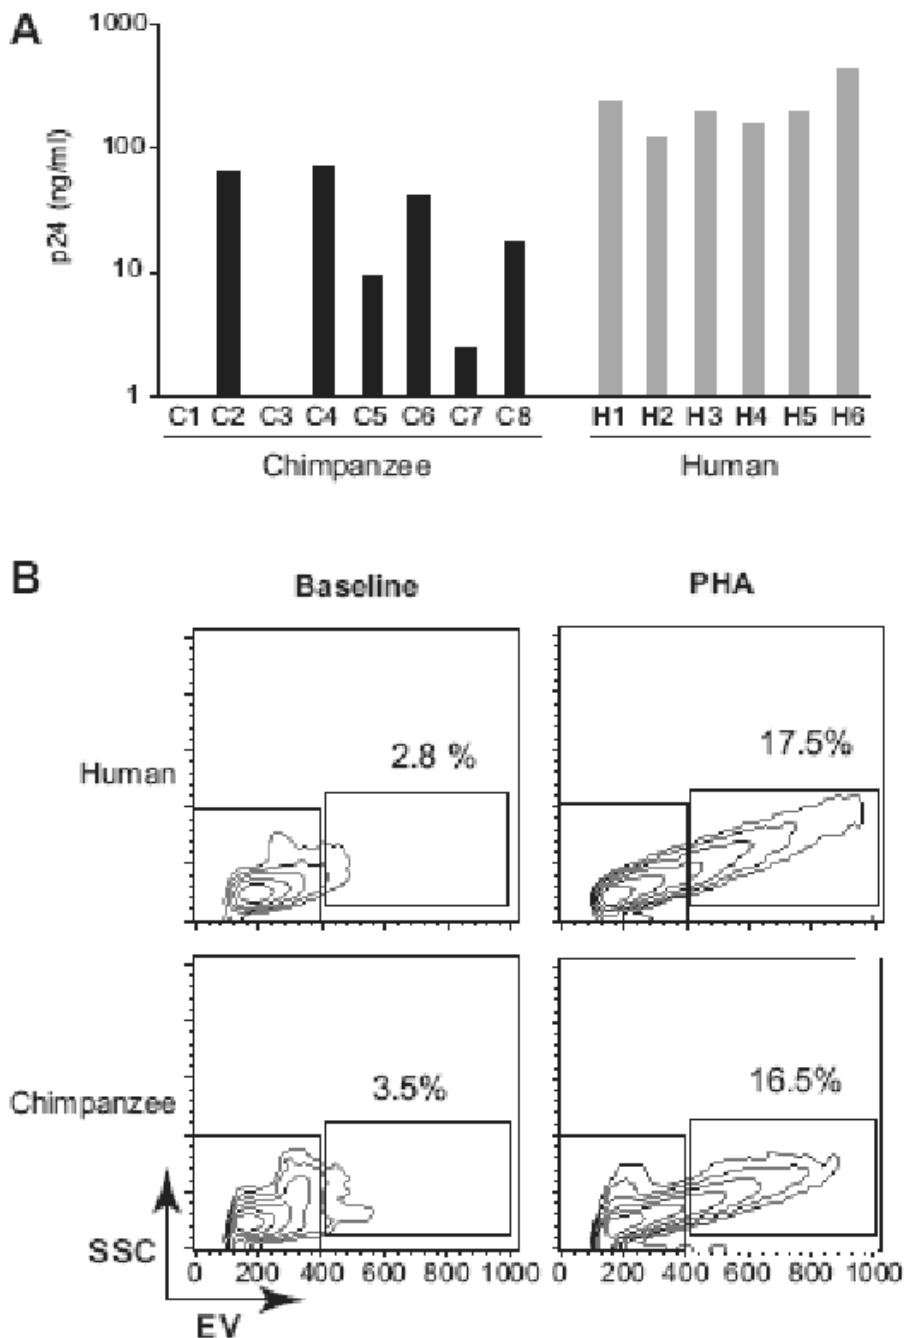 A
1000
100
10
1
p24 (ng/ml)
C1 C2 C3 C4 C5 C6 C7 C8 H1 H2 H3 H4 H5 H6
Chimpanzee Human
B
Baseline PHA
Human
2.8 % 17.5%
Chimpanzee
3.5% 16.5%
SSC
0 200 400 600 800 1000 0 200 400 600 800 1000
EV